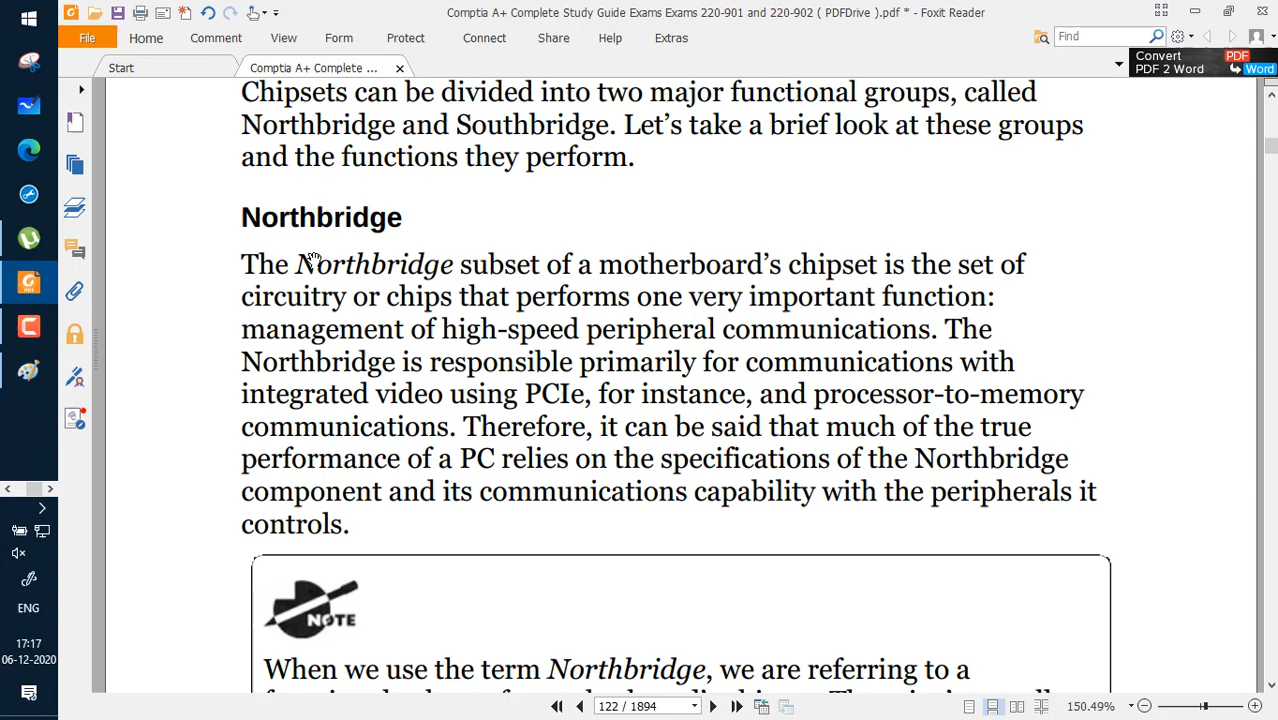 Comptia A+ Complete Study Guide Exams Exams 220-901 and 220-902 ( PDFDrive ).pdf * - Foxit Reader
File Home Comment View Form Protect Connect Share Help Extras
Find
Start
Comptia A+ Complete ...
Convert PDF
PDF 2 Word Word
Chipsets can be divided into two major functional groups, called
Northbridge and Southbridge. Let’s take a brief look at these groups
and the functions they perform.
Northbridge
The Northbridge subset of a motherboard’s chipset is the set of
circuitry or chips that performs one very important function:
management of high-speed peripheral communications. The
Northbridge is responsible primarily for communications with
integrated video using PCIe, for instance, and processor-to-memory
communications. Therefore, it can be said that much of the true
performance of a PC relies on the specifications of the Northbridge
component and its communications capability with the peripherals it
controls.
NOTE
When we use the term Northbridge, we are referring to a
ENG
17:17
06-12-2020
122 / 1894
150.49%